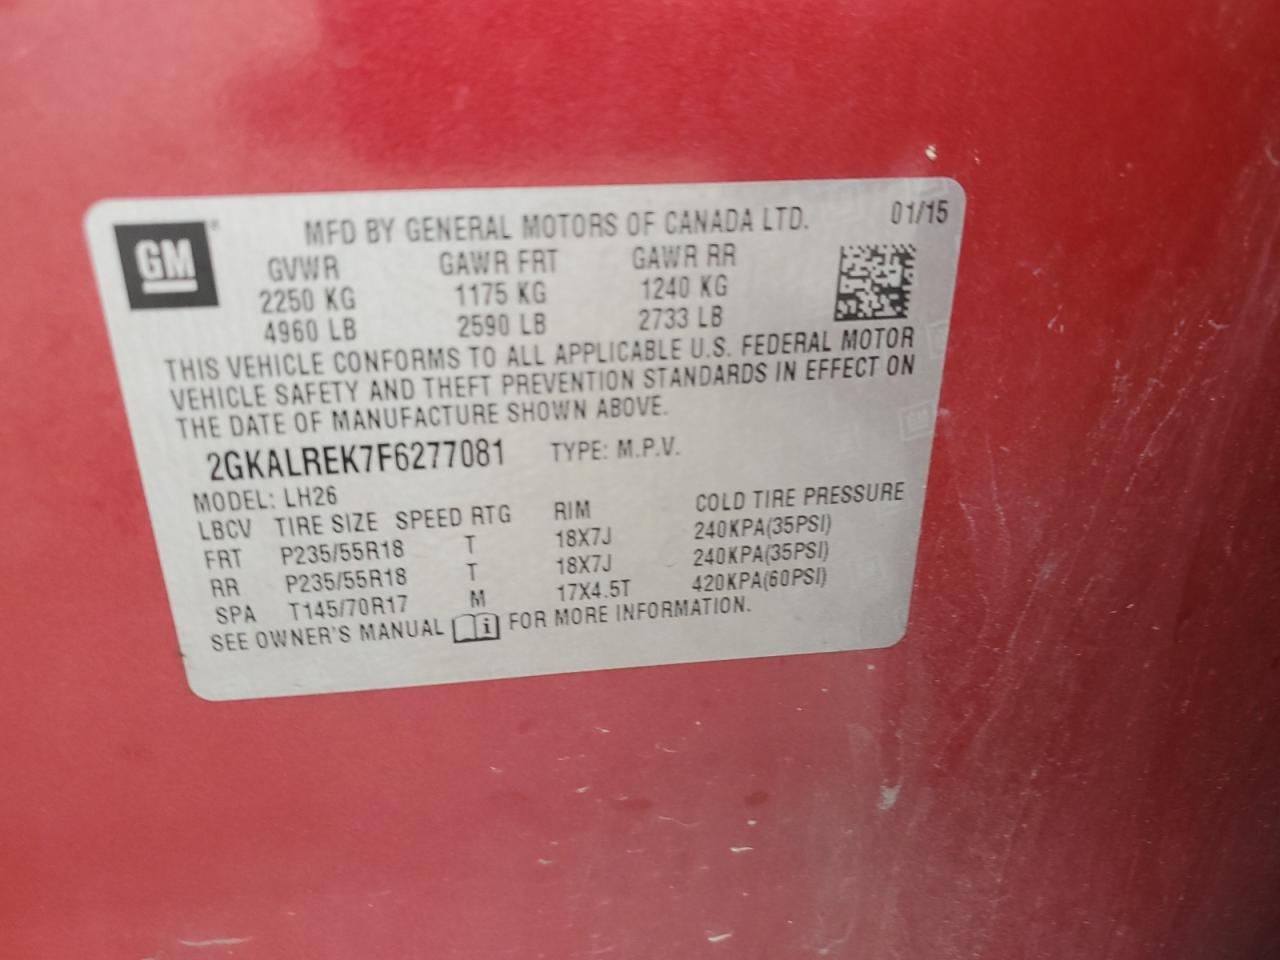 GM
MFD BY GENERAL MOTORS OF CANADA LTD. 01/15
GVWR GAWR FRT GAWR RR
2250 KG 1175 KG 1240 KG
4960 LB 2590 LB 2733 LB
THIS VEHICLE CONFORMS TO ALL APPLICABLE U.S. FEDERAL MOTOR
VEHICLE SAFETY AND THEFT PREVENTION STANDARDS IN EFFECT ON
THE DATE OF MANUFACTURE SHOWN ABOVE.
2GKALREK7F6277081 TYPE: M.P.V.
MODEL: LH26
LBCV TIRE SIZE SPEED RTG RIM COLD TIRE PRESSURE
FRT P235/55R18 T 18X7J 240KPA(35PSI)
RR P235/55R18 T 18X7J 240KPA(35PSI)
SPA T145/70R17 M 17X4.5T 420KPA(60PSI)
SEE OWNER'S MANUAL i FOR MORE INFORMATION.